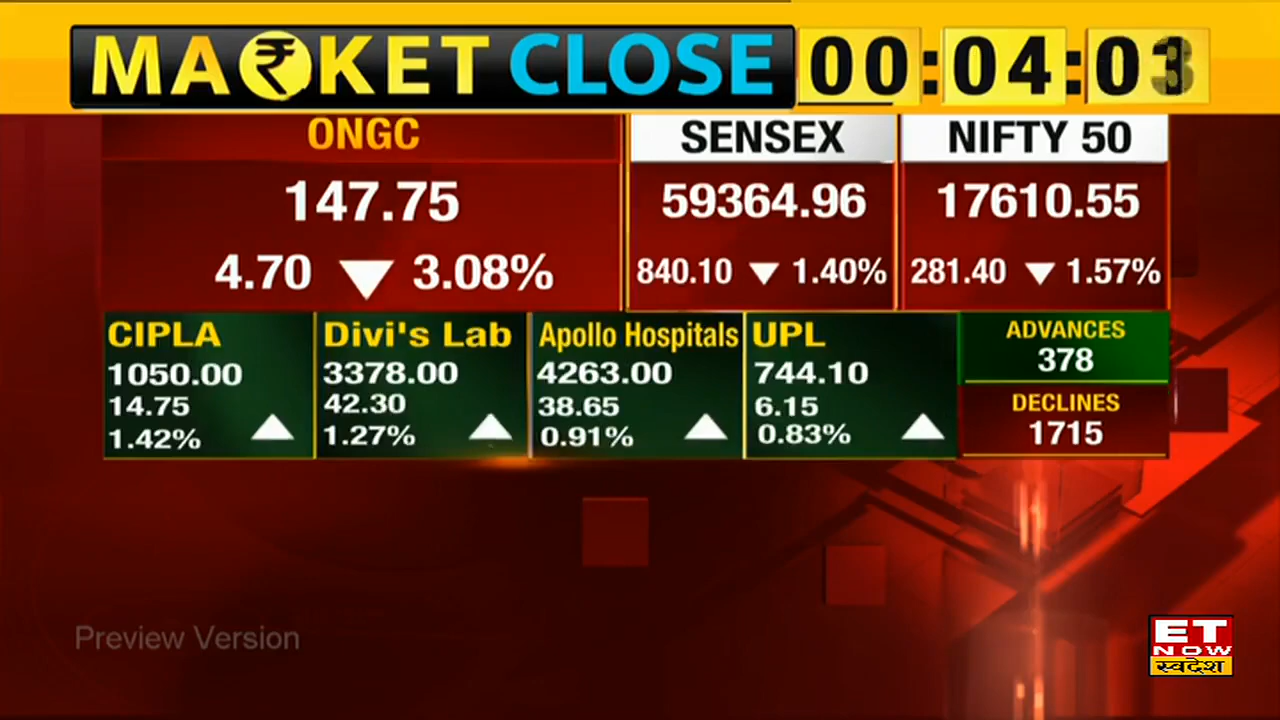 MA₹KET CLOSE 00:04:03
ONGC
147.75
4.70 ▼ 3.08%
SENSEX
59364.96
840.10 ▼ 1.40%
NIFTY 50
17610.55
281.40 ▼ 1.57%
CIPLA
1050.00
14.75
1.42% ▲
Divi's Lab
3378.00
42.30
1.27% ▲
Apollo Hospitals
4263.00
38.65
0.91% ▲
UPL
744.10
6.15
0.83% ▲
ADVANCES
378
DECLINES
1715
Preview Version
ET
NOW
स्वदेश